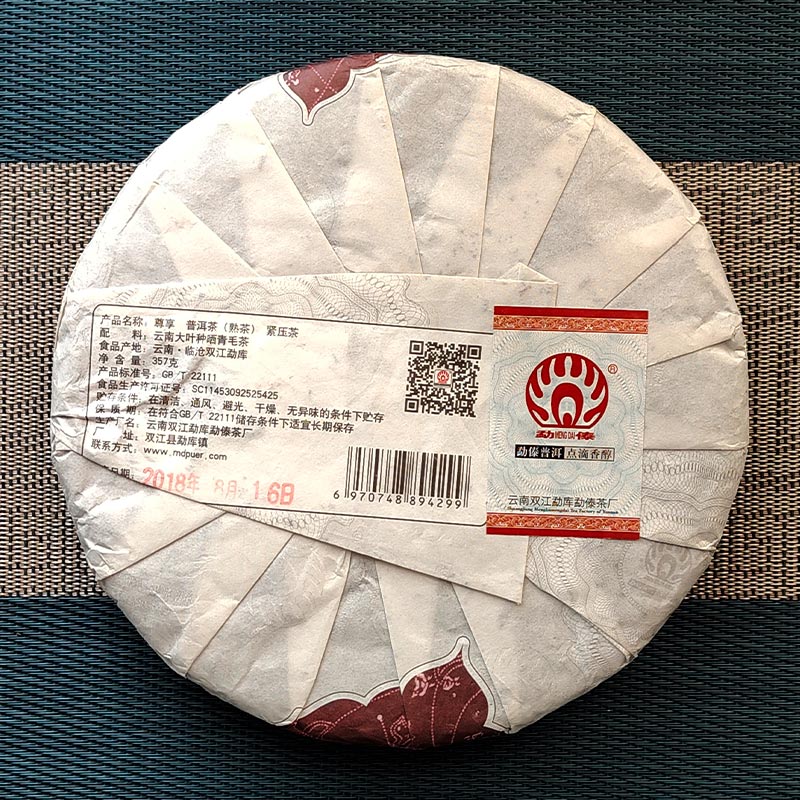 产品名称: 尊享 普洱茶（熟茶） 紧压茶
配 料: 云南大叶种晒青毛茶
食品产地: 云南·临沧双江勐库
净 含 量: 357克
产品标准号: GB/T 22111
食品生产许可证号: SC11453092525425
贮存条件: 在清洁、通风、避光、干燥、无异味的条件下贮存
保 质 期: 在符合GB/T 22111储存条件下适宜长期保存
生产厂名: 云南双江勐库勐傣茶厂
厂 址: 双江县勐库镇
联系方式: www.mdpuer.com
产品日期: 2018年 8月 16日
6 970748 894299
®
勐 MENG DAI 傣
勐傣普洱 点滴香醇
云南双江勐库勐傣茶厂